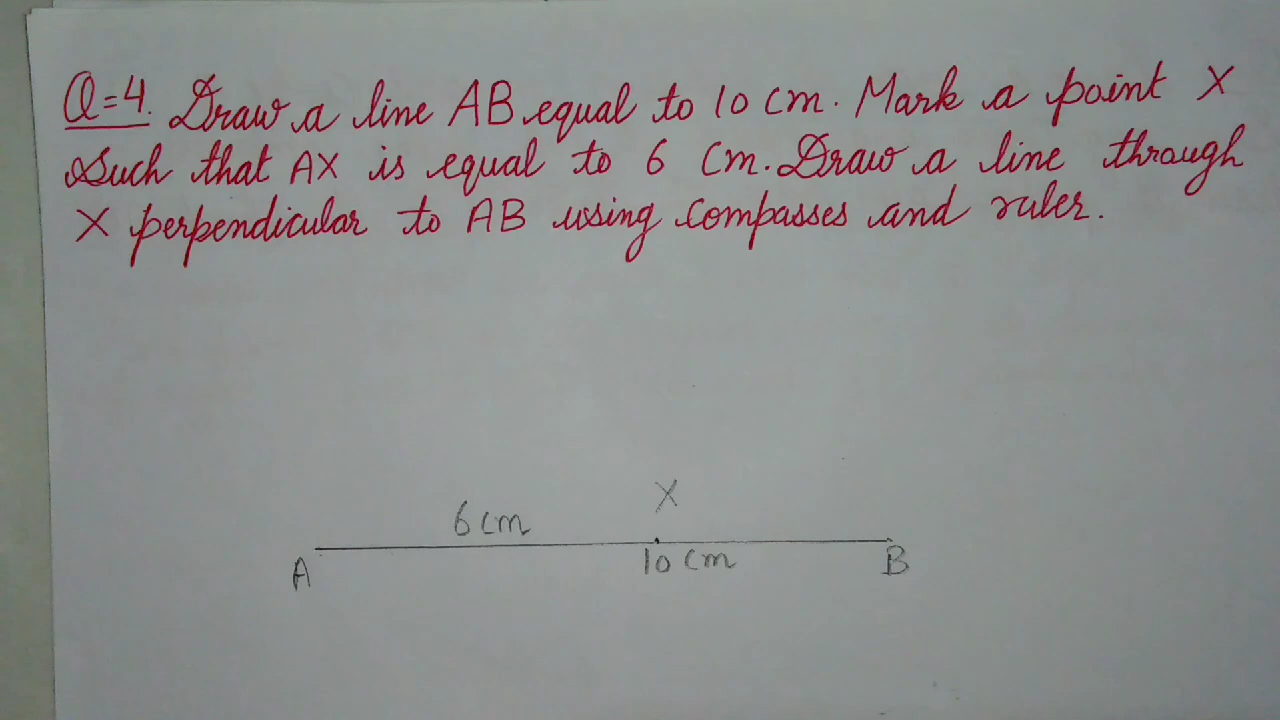 Q=4. Draw a line AB equal to 10 cm. Mark a point X
Such that AX is equal to 6 Cm. Draw a line through
X perpendicular to AB using Compasses and ruler.
X
6 cm
A
10 cm
B